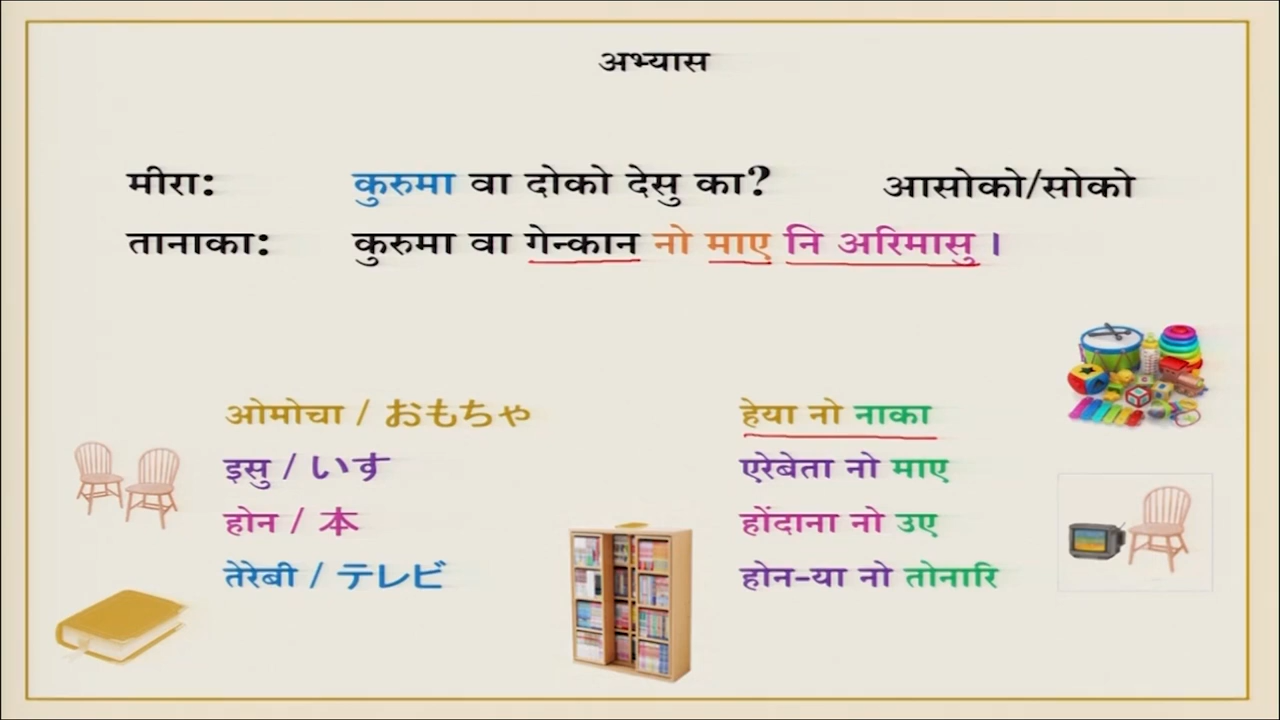 अभ्यास
मीरा: कुरुमा वा दोको देसु का? आसोको/सोको
तानाका: कुरुमा वा गेन्कान नो माए नि अरिमासु ।
ओमोचा / おもちゃ हेया नो नाका
इसु / いす एरेबेता नो माए
होन / 本 होंदाना नो उए
तेरेबी / テレビ होन-या नो तोनारि